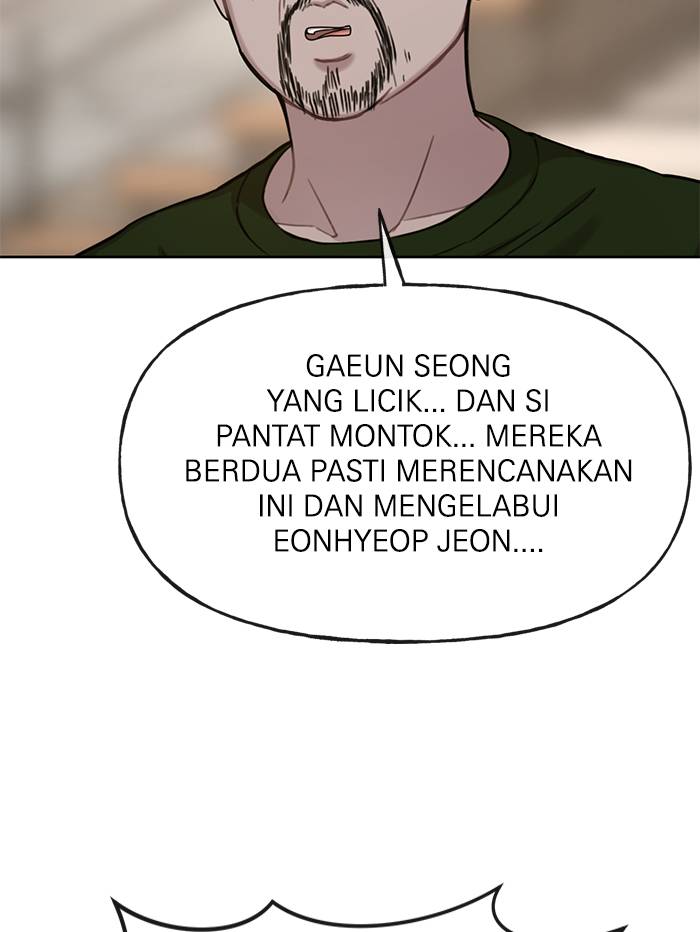 GAEUN SEONG
YANG LICIK... DAN SI
PANTAT MONTOK... MEREKA
BERDUA PASTI MERENCANAKAN
INI DAN MENGELABUI
EONHYEOP JEON....